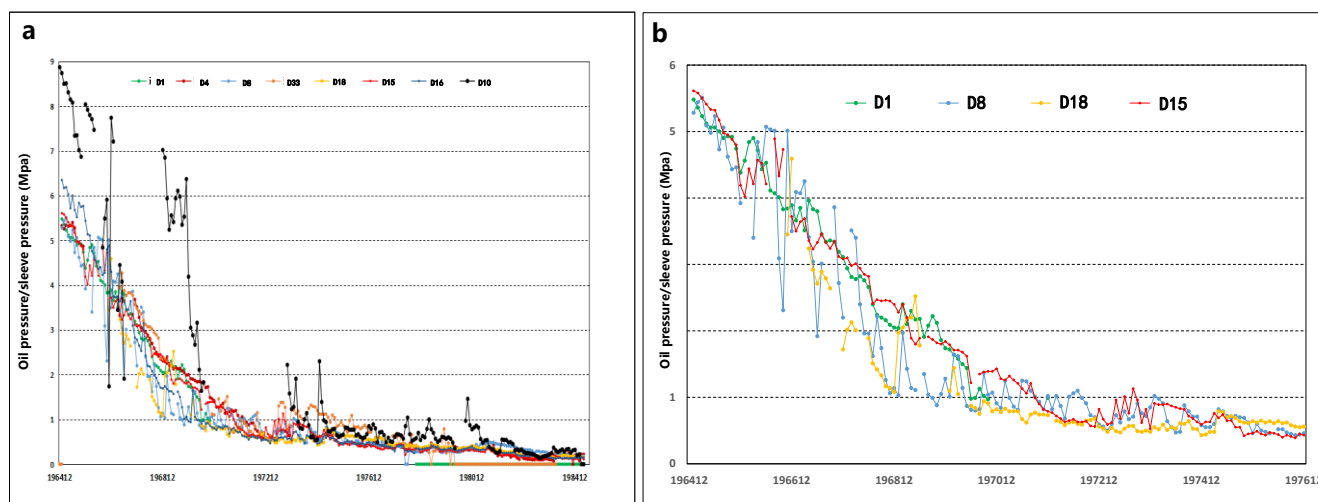 a
Oil pressure/sleeve pressure (Mpa)
9
8
7
6
5
4
3
2
1
0
D1 D4 D8 D33 D18 D15 D16 D10
196412 196812 197212 197612 198012 198412
b
Oil pressure/sleeve pressure (Mpa)
6
5
1
0
D1 D8 D18 D15
196412 196612 196812 197012 197212 197412 197612